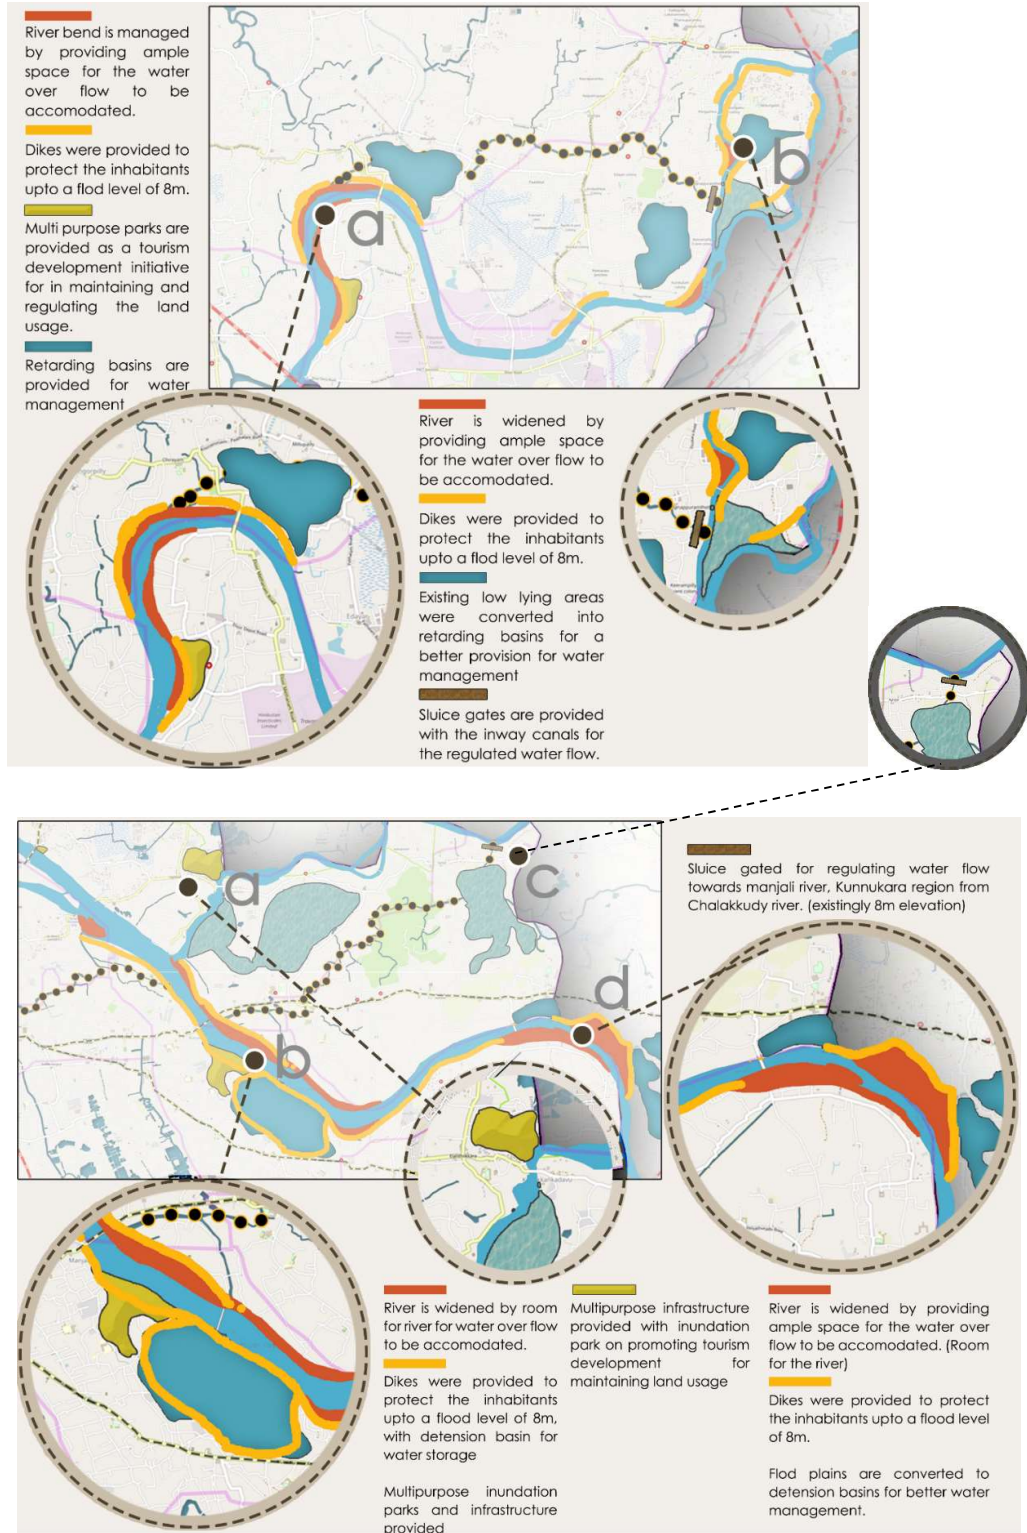 River bend is managed
by providing ample
space for the water
over flow to be
accomodated.
Dikes were provided to
protect the inhabitants
upto a flod level of 8m.
Multi purpose parks are
provided as a tourism
development initiative
for in maintaining and
regulating the land
usage.
Retarding basins are
provided for water
management
a
b
River is widened by
providing ample space
for the water over flow to
be accomodated.
Dikes were provided to
protect the inhabitants
upto a flod level of 8m.
Existing low lying areas
were converted into
retarding basins for a
better provision for water
management
Sluice gates are provided
with the inway canals for
the regulated water flow.
a
b
c
d
Sluice gated for regulating water flow
towards manjali river, Kunnukara region from
Chalakkudy river. (existingly 8m elevation)
River is widened by room
for river for water over flow
to be accomodated.
Dikes were provided to
protect the inhabitants
upto a flood level of 8m,
with detension basin for
water storage
Multipurpose inundation
parks and infrastructure
provided
Multipurpose infrastructure
provided with inundation
park on promoting tourism
development for
maintaining land usage
River is widened by providing
ample space for the water over
flow to be accomodated. (Room
for the river)
Dikes were provided to protect
the inhabitants upto a flood level
of 8m.
Flod plains are converted to
detension basins for better water
management.